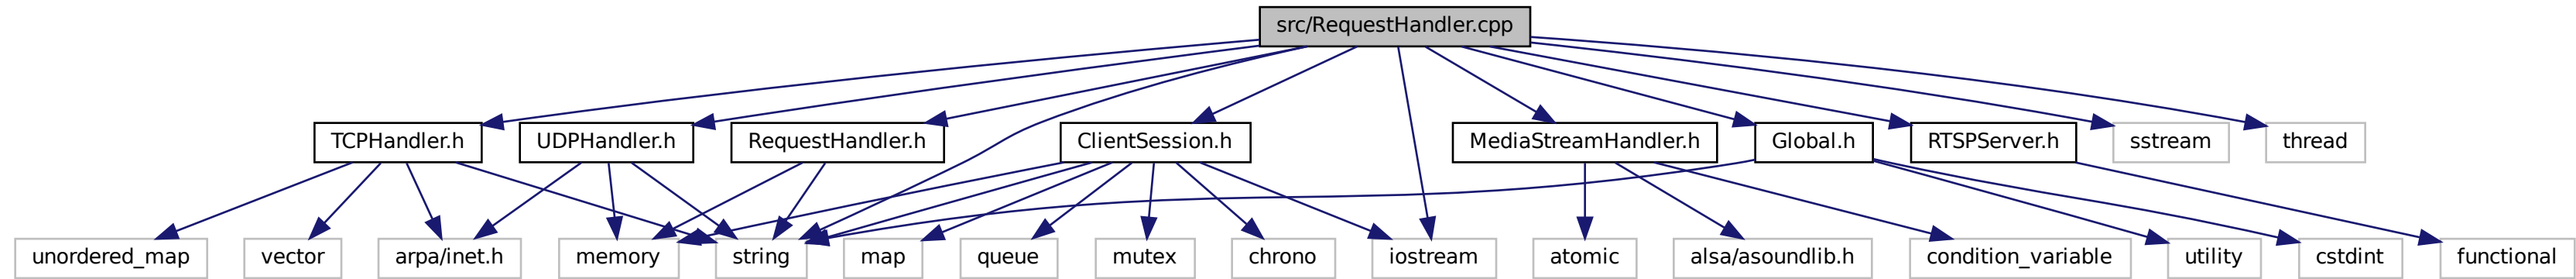 src/RequestHandler.cpp
TCPHandler.h
UDPHandler.h
RequestHandler.h
ClientSession.h
MediaStreamHandler.h
Global.h
RTSPServer.h
sstream
thread
unordered_map
vector
arpa/inet.h
memory
string
map
queue
mutex
chrono
iostream
atomic
alsa/asoundlib.h
condition_variable
utility
cstdint
functional